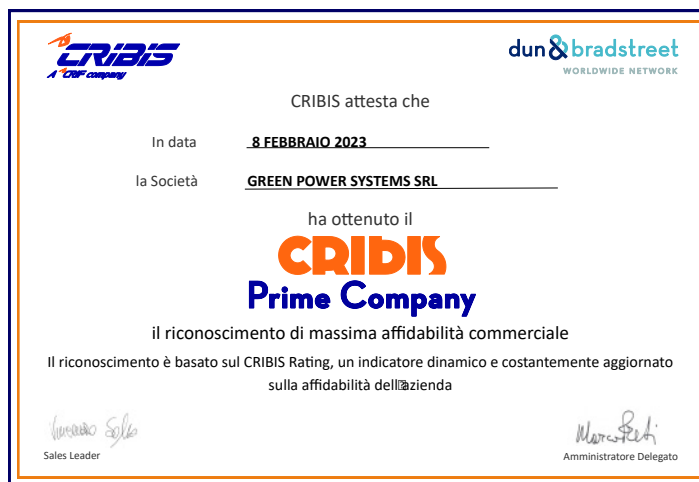 CRIBIS
A CRIF company
dun & bradstreet
WORLDWIDE NETWORK
CRIBIS attesta che
In data 8 FEBBRAIO 2023
la Società GREEN POWER SYSTEMS SRL
ha ottenuto il
CRIBIS
Prime Company
il riconoscimento di massima affidabilità commerciale
Il riconoscimento è basato sul CRIBIS Rating, un indicatore dinamico e costantemente aggiornato
sulla affidabilità dell azienda
Marco Preti
Sales Leader
Amministratore Delegato